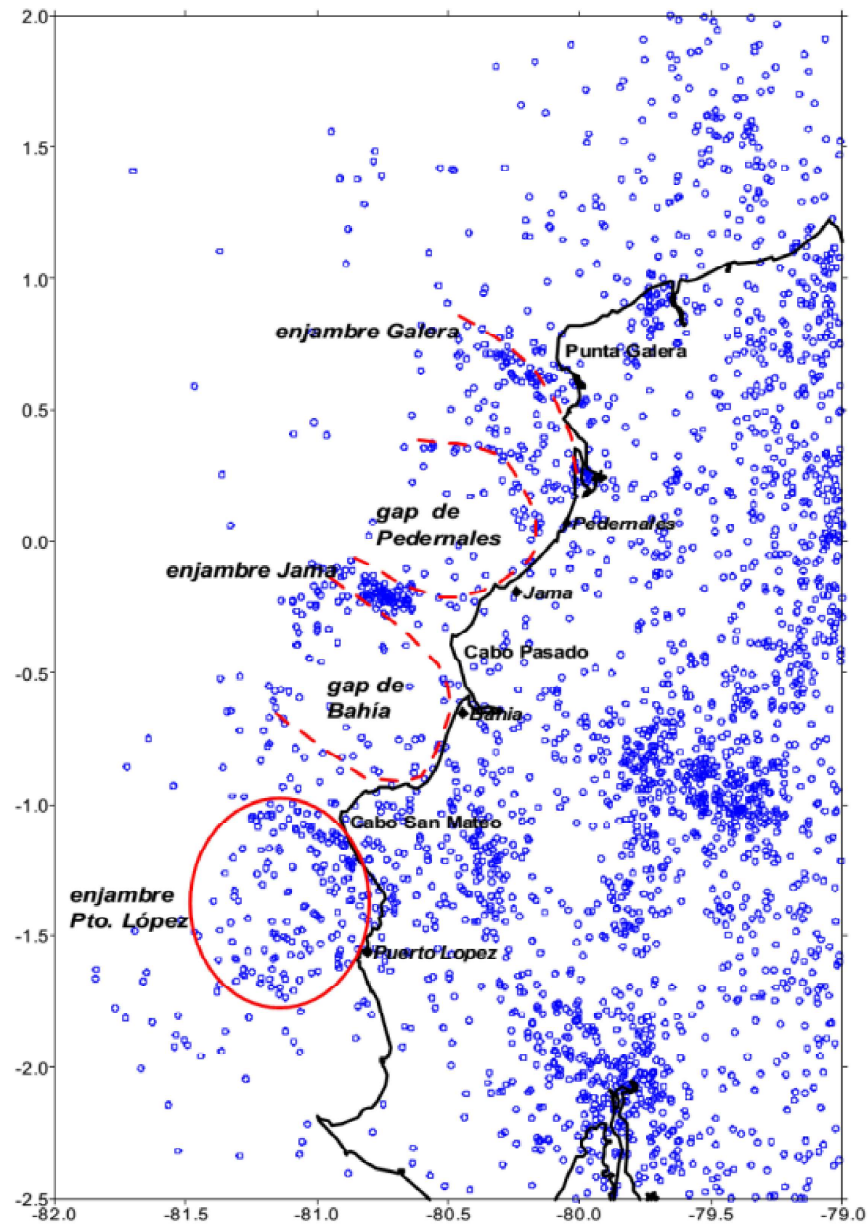 2.0
1.5
1.0
enjambre Galera
Punta Galera
0.5
gap de
Pedernales
Pedernales
0.0
enjambre Jama
Jama
Cabo Pasado
-0.5
gap de
Bahía
Bahia
-1.0
Cabo San Mateo
enjambre
Pto. López
-1.5
Puerto Lopez
-2.0
-2.5
-82.0 -81.5 -81.0 -80.5 -80.0 -79.5 -79.0